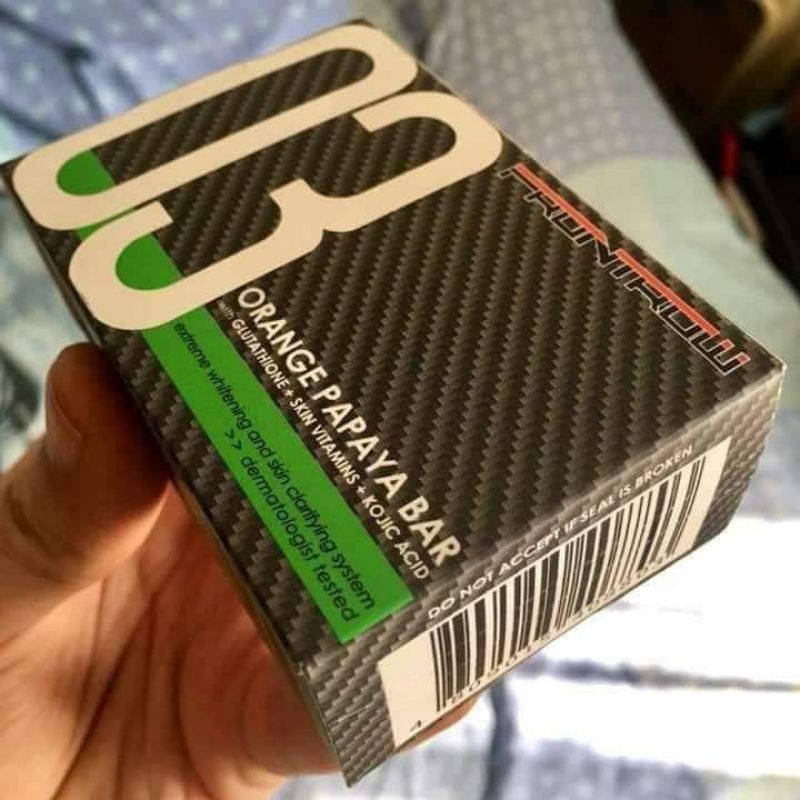 03
FRONTROW
ORANGE PAPAYA BAR
with GLUTATHIONE + SKIN VITAMINS + KOJIC ACID
extreme whitening and skin clarifying system
>> dermatologist tested
DO NOT ACCEPT IF SEAL IS BROKEN